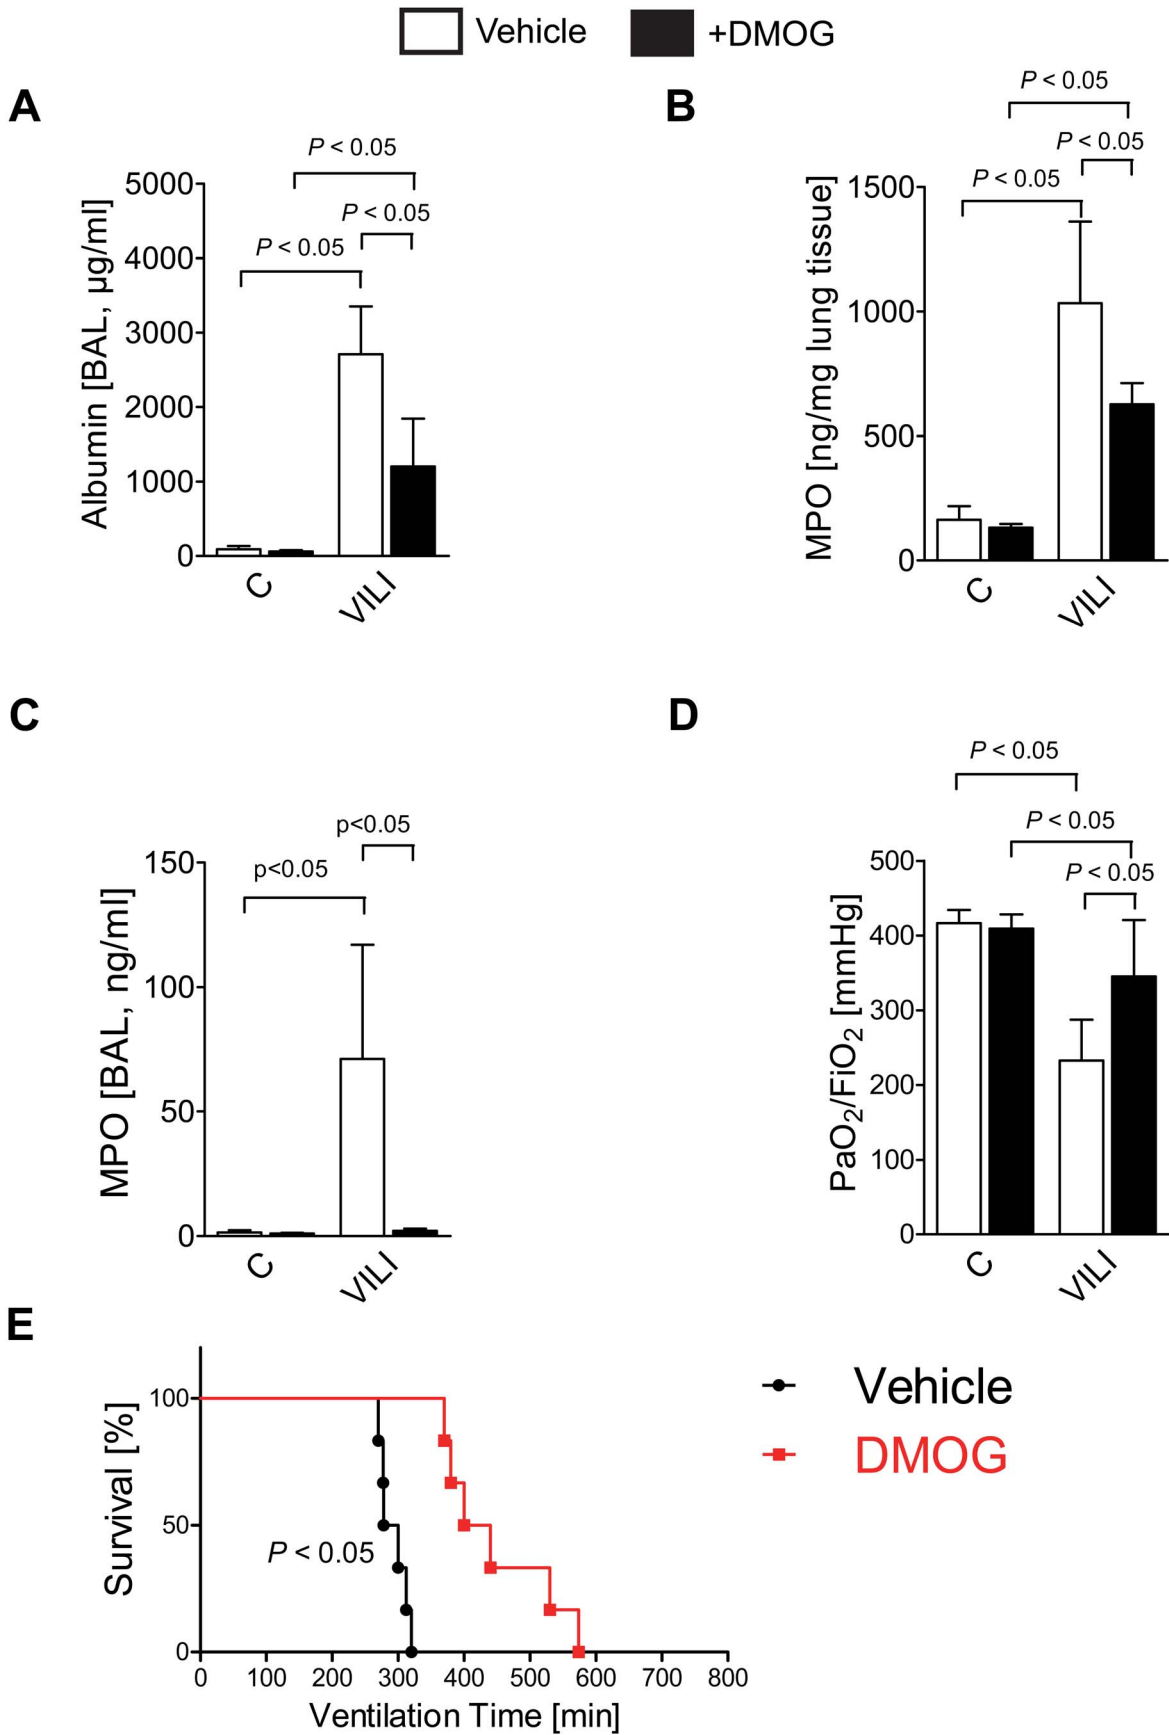 Vehicle +DMOG
A
P < 0.05
P < 0.05
P < 0.05
5000
4000
3000
2000
1000
0
Albumin [BAL, µg/ml]
C VILI
B
P < 0.05
P < 0.05
P < 0.05
1500
1000
500
0
MPO [ng/mg lung tissue]
C VILI
C
p<0.05
p<0.05
150
100
50
0
MPO [BAL, ng/ml]
C VILI
D
P < 0.05
P < 0.05
P < 0.05
500
400
300
200
100
0
PaO₂/FiO₂ [mmHg]
C VILI
E
100
50
0
Survival [%]
P < 0.05
0 100 200 300 400 500 600 700 800
Ventilation Time [min]
Vehicle
DMOG